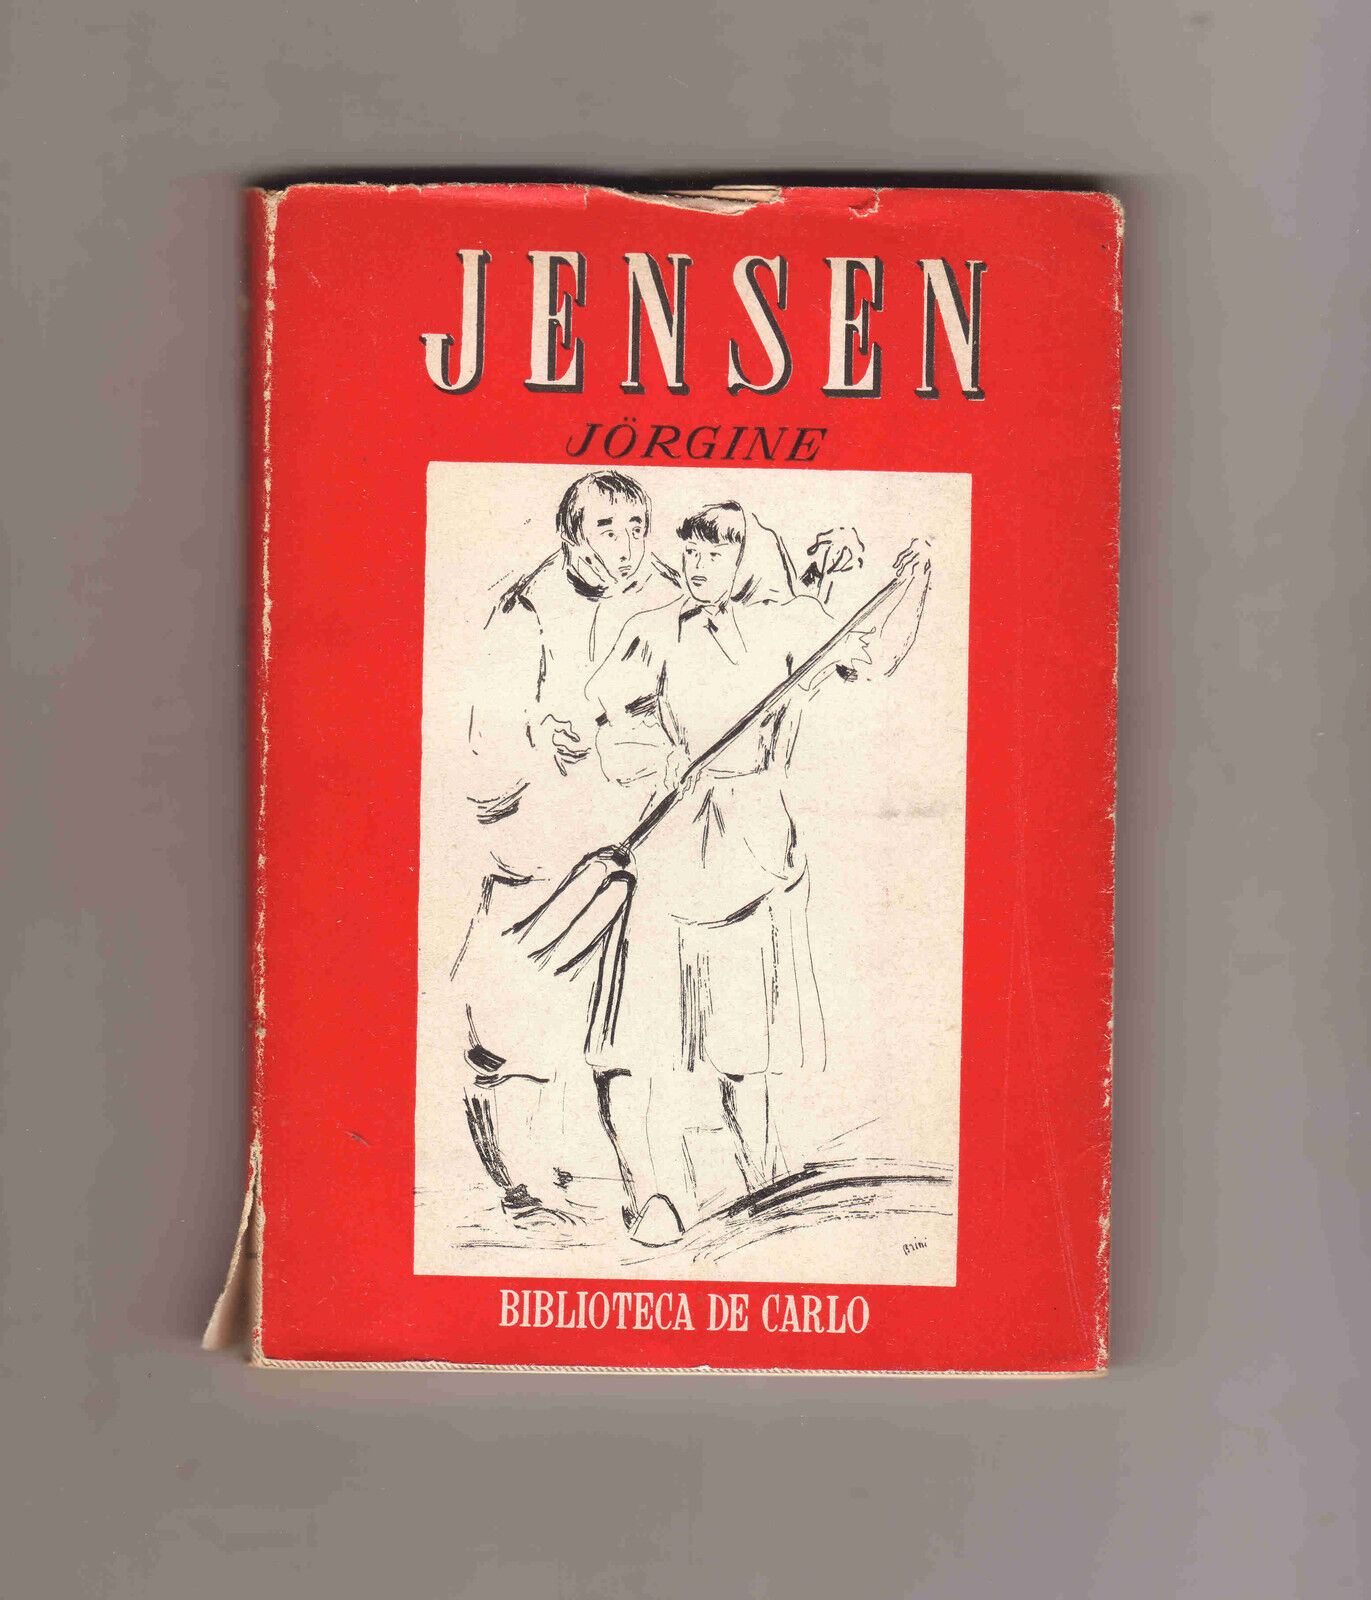 JENSEN
JÖRGINE
Brini
BIBLIOTECA DE CARLO